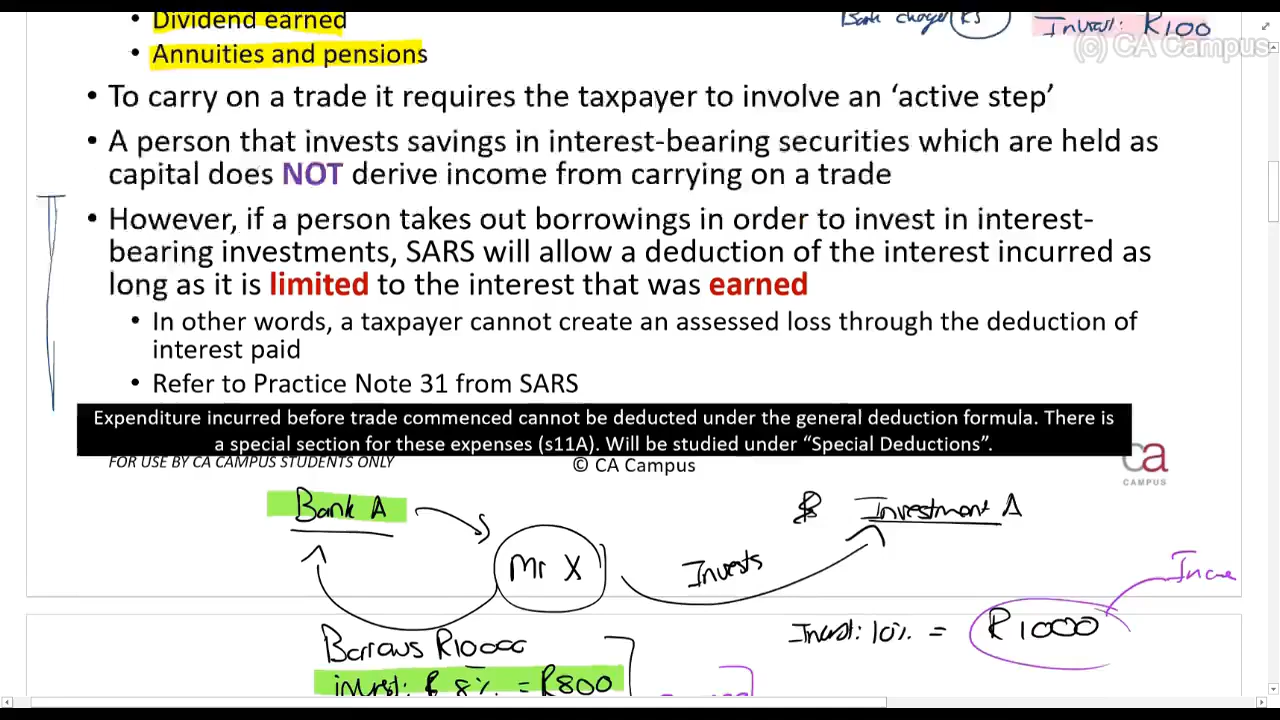 • Dividend earned
Bank charges R5
Interest: R100
• Annuities and pensions
(c) CA Campus
• To carry on a trade it requires the taxpayer to involve an ‘active step’
• A person that invests savings in interest-bearing securities which are held as
capital does NOT derive income from carrying on a trade
• However, if a person takes out borrowings in order to invest in interest-
bearing investments, SARS will allow a deduction of the interest incurred as
long as it is limited to the interest that was earned
• In other words, a taxpayer cannot create an assessed loss through the deduction of
interest paid
• Refer to Practice Note 31 from SARS
Expenditure incurred before trade commenced cannot be deducted under the general deduction formula. There is
a special section for these expenses (s11A). Will be studied under “Special Deductions”.
FOR USE BY CA CAMPUS STUDENTS ONLY
© CA Campus
ca
CAMPUS
Bank A
Investment A
Mr X
Invests
Income
Interest: 10% = R1000
Borrows R10000
interest: 8% = R800